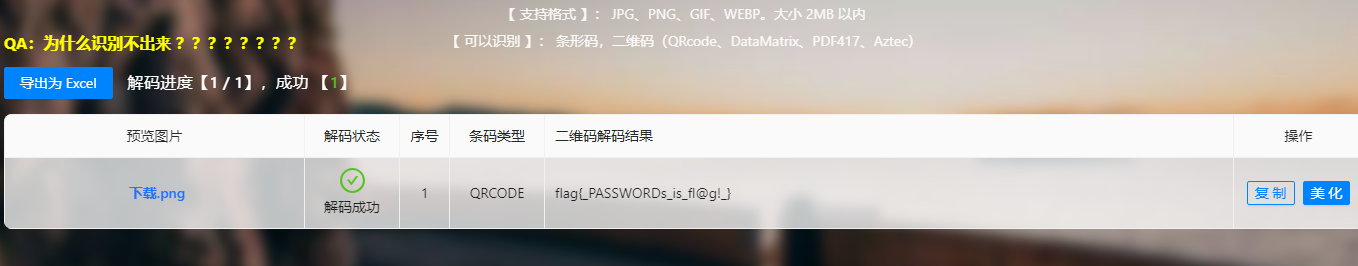 【 支持格式 】： JPG、PNG、GIF、WEBP。大小 2MB 以内
QA：为什么识别不出来？？？？？？？？
【 可以识别 】： 条形码，二维码（QRcode、DataMatrix、PDF417、Aztec）
导出为 Excel 解码进度【1 / 1】，成功 【1】
预览图片 解码状态 序号 条码类型 二维码解码结果 操作
下载.png 解码成功 1 QRCODE flag{_PASSWORDs_is_fl@g!_} 复 制 美 化